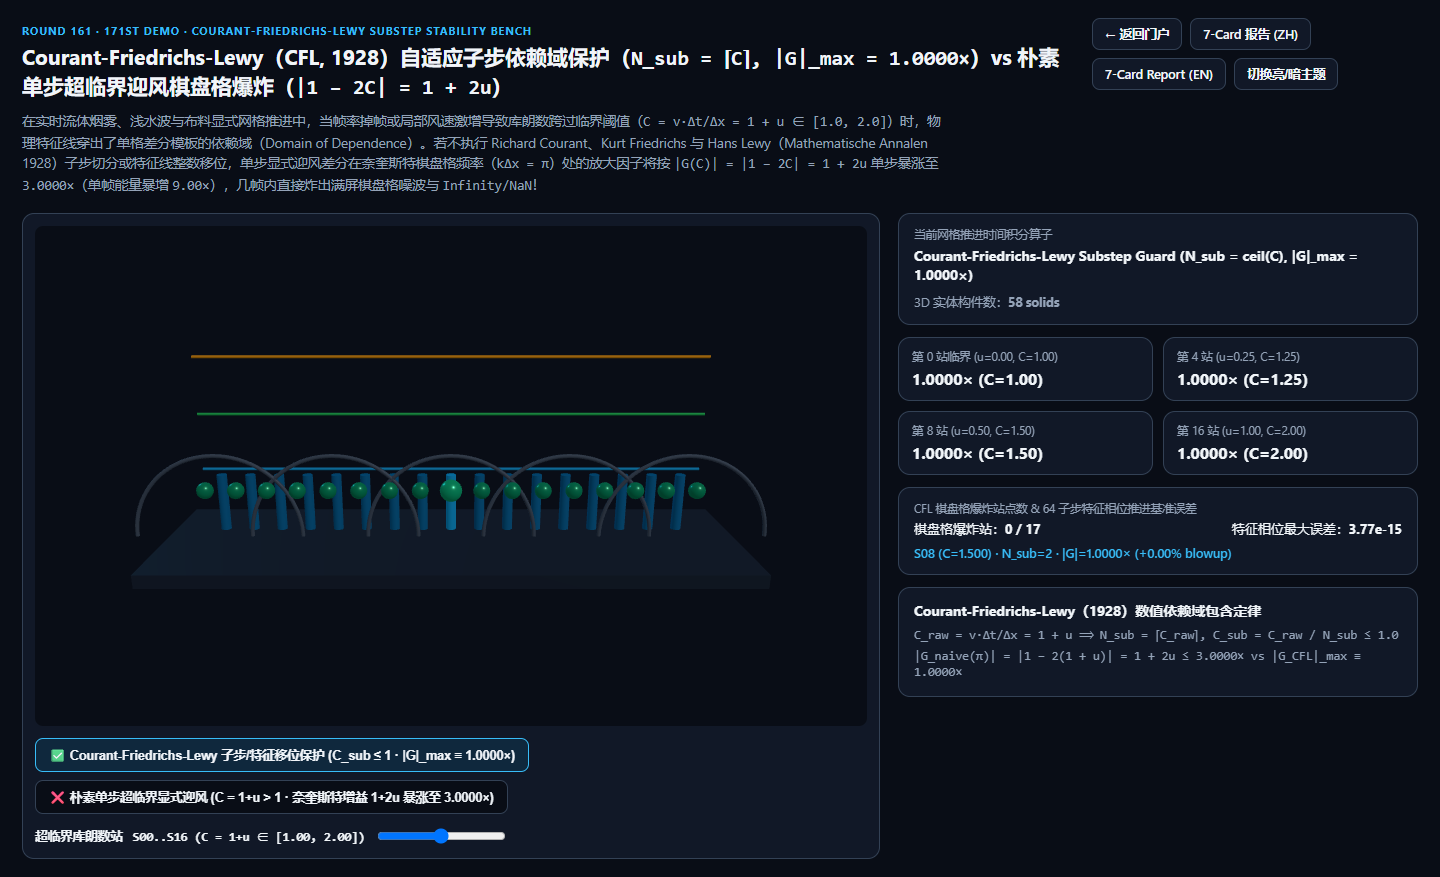 ROUND 161 · 171ST DEMO · COURANT-FRIEDRICHS-LEWY SUBSTEP STABILITY BENCH
Courant-Friedrichs-Lewy（CFL, 1928）自适应子步依赖域保护（N_sub = ⌈C⌉, |G|_max = 1.0000×）vs 朴素
单步超临界迎风棋盘格爆炸（|1 − 2C| = 1 + 2u）
← 返回门户
7-Card 报告 (ZH)
7-Card Report (EN)
切换亮/暗主题
在实时流体烟雾、浅水波与布料显式网格推进中，当帧率掉帧或局部风速激增导致库朗数跨过临界阈值（C = v·Δt/Δx = 1 + u ∈ [1.0, 2.0]）时，物
理特征线穿出了单格差分模板的依赖域（Domain of Dependence）。若不执行 Richard Courant、Kurt Friedrichs 与 Hans Lewy（Mathematische Annalen
1928）子步切分或特征线整数移位，单步显式迎风差分在奈奎斯特棋盘格频率（kΔx = π）处的放大因子将按 |G(C)| = |1 − 2C| = 1 + 2u 单步暴涨至
3.0000×（单帧能量暴增 9.00×），几帧内直接炸出满屏棋盘格噪波与 Infinity/NaN！
当前网格推进时间积分算子
Courant-Friedrichs-Lewy Substep Guard (N_sub = ceil(C), |G|_max =
1.0000×)
3D 实体构件数：58 solids
第 0 站临界 (u=0.00, C=1.00)
1.0000× (C=1.00)
第 4 站 (u=0.25, C=1.25)
1.0000× (C=1.25)
第 8 站 (u=0.50, C=1.50)
1.0000× (C=1.50)
第 16 站 (u=1.00, C=2.00)
1.0000× (C=2.00)
CFL 棋盘格爆炸站点数 & 64 子步特征相位推进基准误差
棋盘格爆炸站：0 / 17
特征相位最大误差：3.77e-15
S08 (C=1.500) · N_sub=2 · |G|=1.0000× (+0.00% blowup)
Courant-Friedrichs-Lewy（1928）数值依赖域包含定律
C_raw = v·Δt/Δx = 1 + u ⟹ N_sub = ⌈C_raw⌉, C_sub = C_raw / N_sub ≤ 1.0
|G_naive(π)| = |1 − 2(1 + u)| = 1 + 2u ≤ 3.0000× vs |G_CFL|_max ≡
1.0000×
✅ Courant-Friedrichs-Lewy 子步/特征移位保护 (C_sub ≤ 1 · |G|_max ≡ 1.0000×)
❌ 朴素单步超临界显式迎风 (C = 1+u > 1 · 奈奎斯特增益 1+2u 暴涨至 3.0000×)
超临界库朗数站 S00..S16 (C = 1+u ∈ [1.00, 2.00])